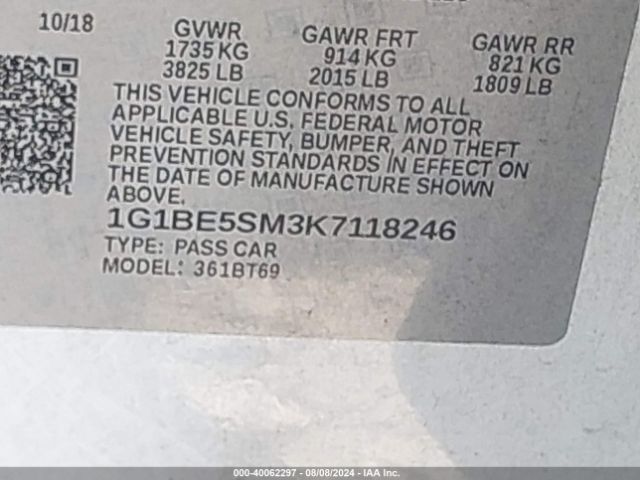 10/18
GVWR
1735 KG
3825 LB
GAWR FRT
914 KG
2015 LB
GAWR RR
821 KG
1809 LB
THIS VEHICLE CONFORMS TO ALL
APPLICABLE U.S. FEDERAL MOTOR
VEHICLE SAFETY, BUMPER, AND THEFT
PREVENTION STANDARDS IN EFFECT ON
THE DATE OF MANUFACTURE SHOWN
ABOVE.
1G1BE5SM3K7118246
TYPE: PASS CAR
MODEL: 361BT69
000-40062297 - 08/08/2024 - IAA Inc.